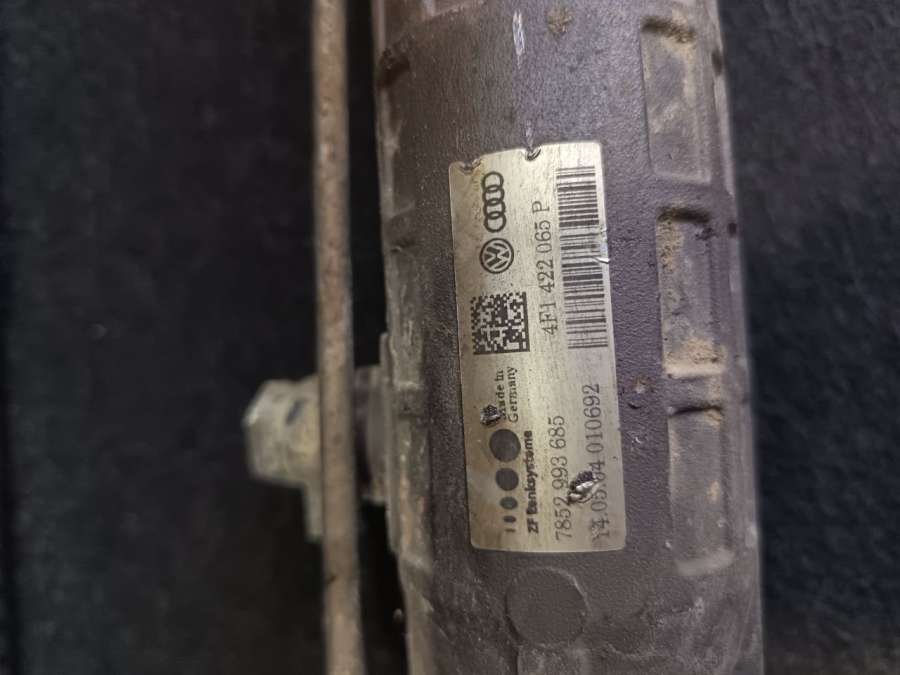 4F1 422 065 P
Made in
Germany
ZF Lenksysteme
7852 993 685
14.05.04 010692